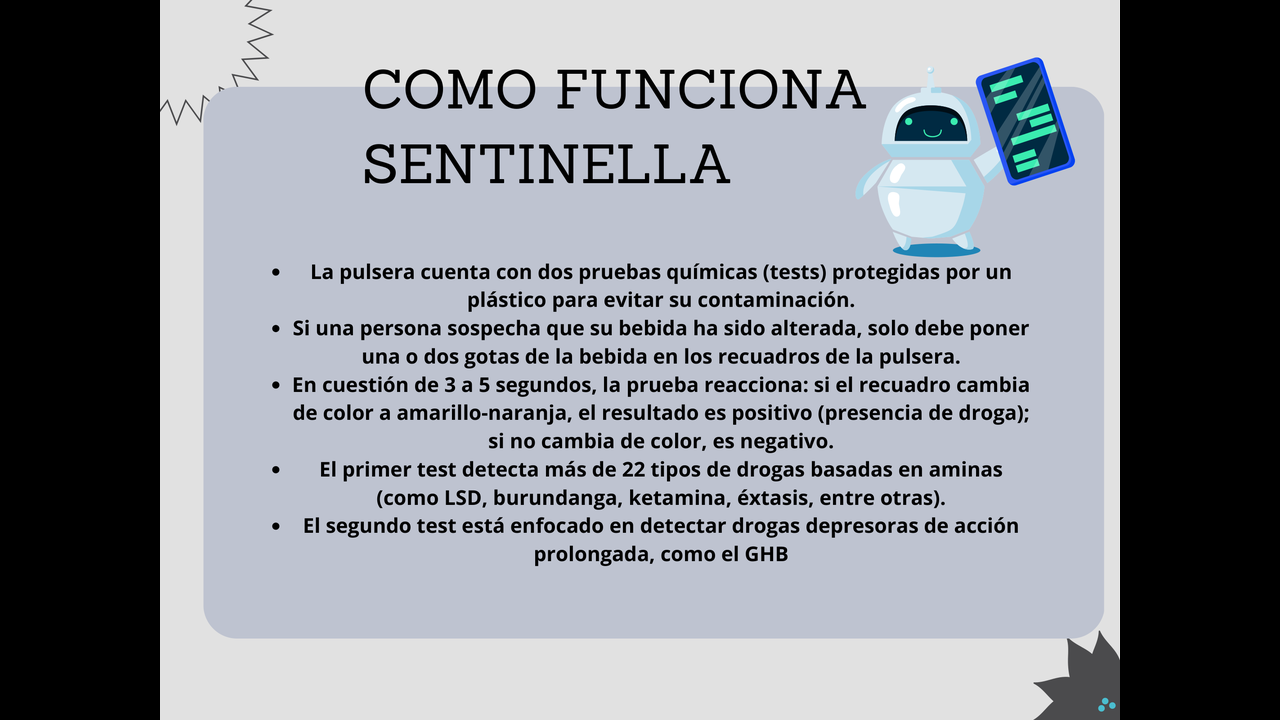 COMO FUNCIONA
SENTINELLA
• La pulsera cuenta con dos pruebas químicas (tests) protegidas por un
plástico para evitar su contaminación.
• Si una persona sospecha que su bebida ha sido alterada, solo debe poner
una o dos gotas de la bebida en los recuadros de la pulsera.
• En cuestión de 3 a 5 segundos, la prueba reacciona: si el recuadro cambia
de color a amarillo-naranja, el resultado es positivo (presencia de droga);
si no cambia de color, es negativo.
• El primer test detecta más de 22 tipos de drogas basadas en aminas
(como LSD, burundanga, ketamina, éxtasis, entre otras).
• El segundo test está enfocado en detectar drogas depresoras de acción
prolongada, como el GHB